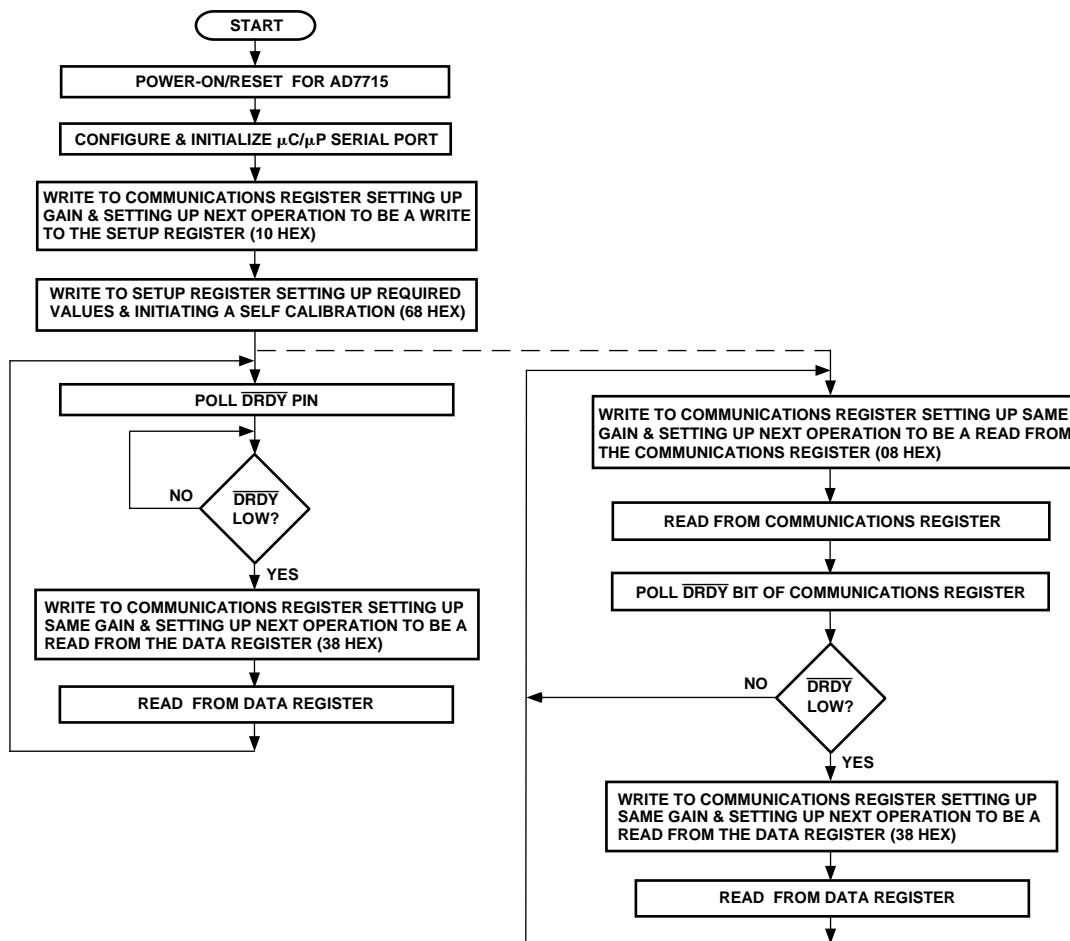 START
POWER-ON/RESET FOR AD7715
CONFIGURE & INITIALIZE μC/μP SERIAL PORT
WRITE TO COMMUNICATIONS REGISTER SETTING UP
GAIN & SETTING UP NEXT OPERATION TO BE A WRITE
TO THE SETUP REGISTER (10 HEX)
WRITE TO SETUP REGISTER SETTING UP REQUIRED
VALUES & INITIATING A SELF CALIBRATION (68 HEX)
POLL D̅R̅D̅Y̅ PIN
NO
D̅R̅D̅Y̅
LOW?
YES
WRITE TO COMMUNICATIONS REGISTER SETTING UP
SAME GAIN & SETTING UP NEXT OPERATION TO BE A
READ FROM THE DATA REGISTER (38 HEX)
READ FROM DATA REGISTER
WRITE TO COMMUNICATIONS REGISTER SETTING UP SAME
GAIN & SETTING UP NEXT OPERATION TO BE A READ FROM
THE COMMUNICATIONS REGISTER (08 HEX)
READ FROM COMMUNICATIONS REGISTER
POLL D̅R̅D̅Y̅ BIT OF COMMUNICATIONS REGISTER
NO
D̅R̅D̅Y̅
LOW?
YES
WRITE TO COMMUNICATIONS REGISTER SETTING UP
SAME GAIN & SETTING UP NEXT OPERATION TO BE A
READ FROM THE DATA REGISTER (38 HEX)
READ FROM DATA REGISTER